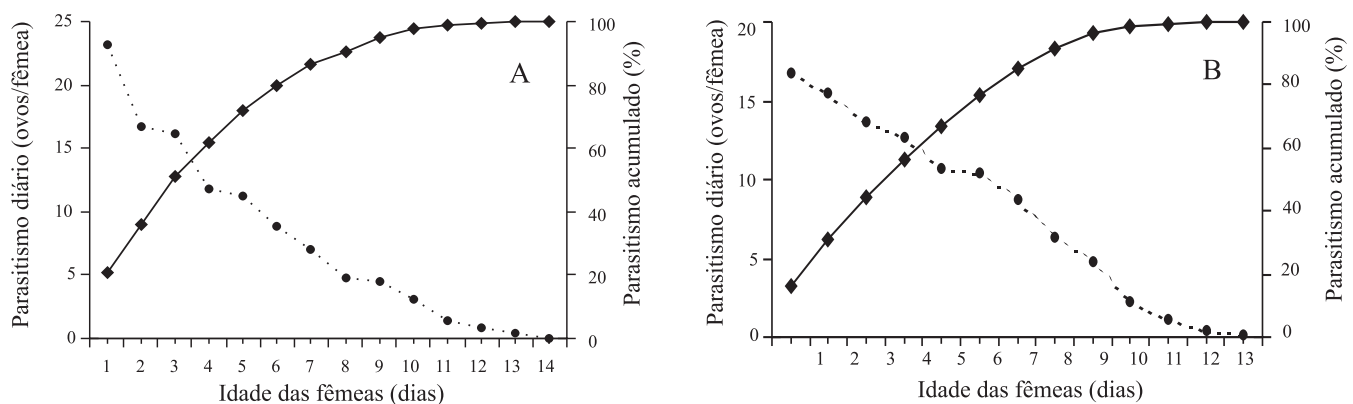 A
Parasitismo diário (ovos/fêmea)
25
20
15
10
5
0
Parasitismo acumulado (%)
100
80
60
40
20
0
1 2 3 4 5 6 7 8 9 10 11 12 13 14
Idade das fêmeas (dias)
B
Parasitismo diário (ovos/fêmea)
20
15
10
5
0
Parasitismo acumulado (%)
100
80
60
40
20
0
1 2 3 4 5 6 7 8 9 10 11 12 13
Idade das fêmeas (dias)